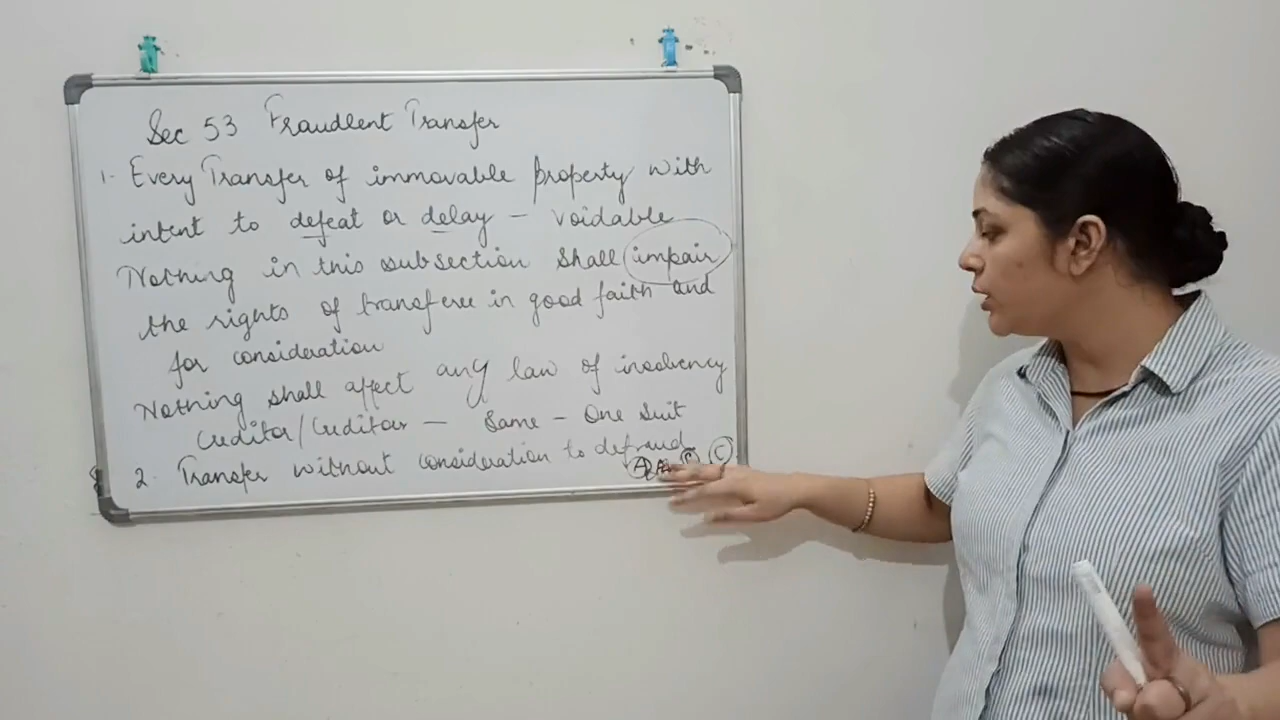 Sec 53 Fraudlent Transfer
1- Every Transfer of immovable property with
intent to defeat or delay - voidable
Nothing in this subsection shall impair
the rights of transferee in good faith and
for consideration
Nothing shall affect any law of insolvency
Creditor/Creditor - Same - One suit
2. Transfer without consideration to defraud
A C